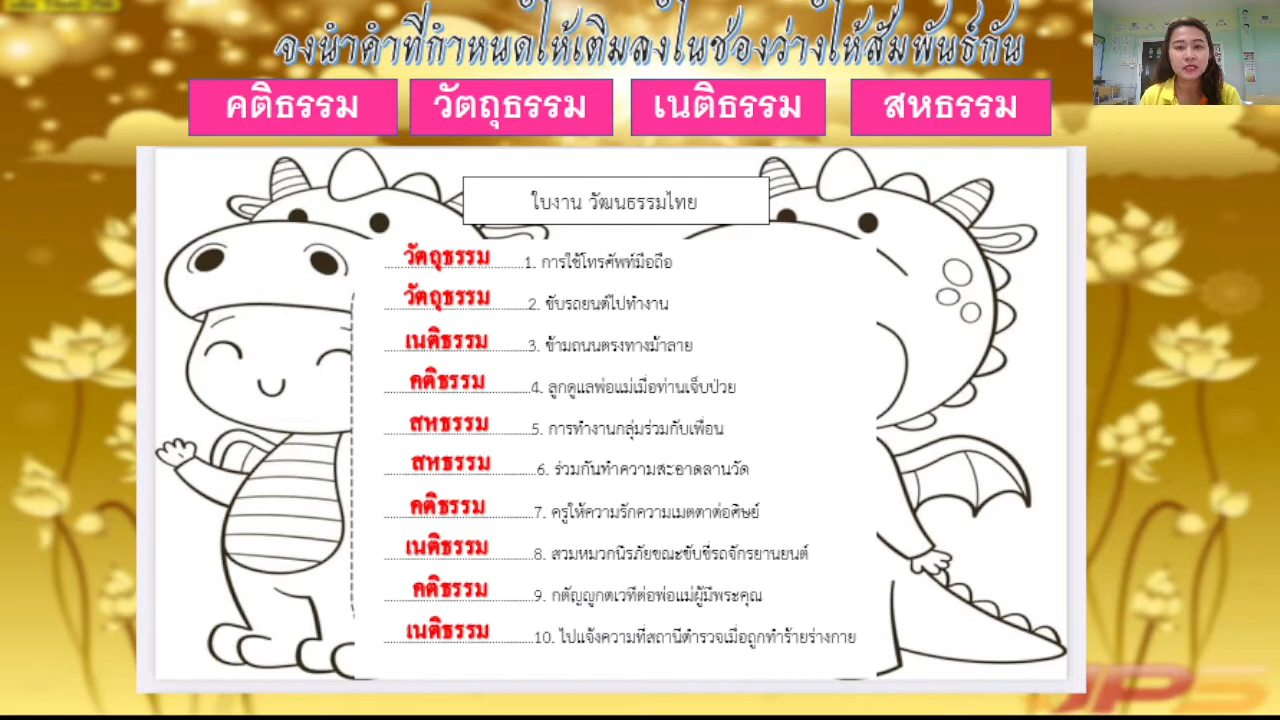 จงนำคำที่กำหนดให้เติมลงในช่องว่างให้สัมพันธ์กัน
คติธรรม วัตถุธรรม เนติธรรม สหธรรม
ใบงาน วัฒนธรรมไทย
วัตถุธรรม 1. การใช้โทรศัพท์มือถือ
วัตถุธรรม 2. ขับรถยนต์ไปทำงาน
เนติธรรม 3. ข้ามถนนตรงทางม้าลาย
คติธรรม 4. ลูกดูแลพ่อแม่เมื่อท่านเจ็บป่วย
สหธรรม 5. การทำงานกลุ่มร่วมกับเพื่อน
สหธรรม 6. ร่วมกันทำความสะอาดลานวัด
คติธรรม 7. ครูให้ความรักความเมตตาต่อศิษย์
เนติธรรม 8. สวมหมวกนิรภัยขณะขับขี่รถจักรยานยนต์
คติธรรม 9. กตัญญูกตเวทีต่อพ่อแม่ผู้มีพระคุณ
เนติธรรม 10. ไปแจ้งความที่สถานีตำรวจเมื่อถูกทำร้ายร่างกาย